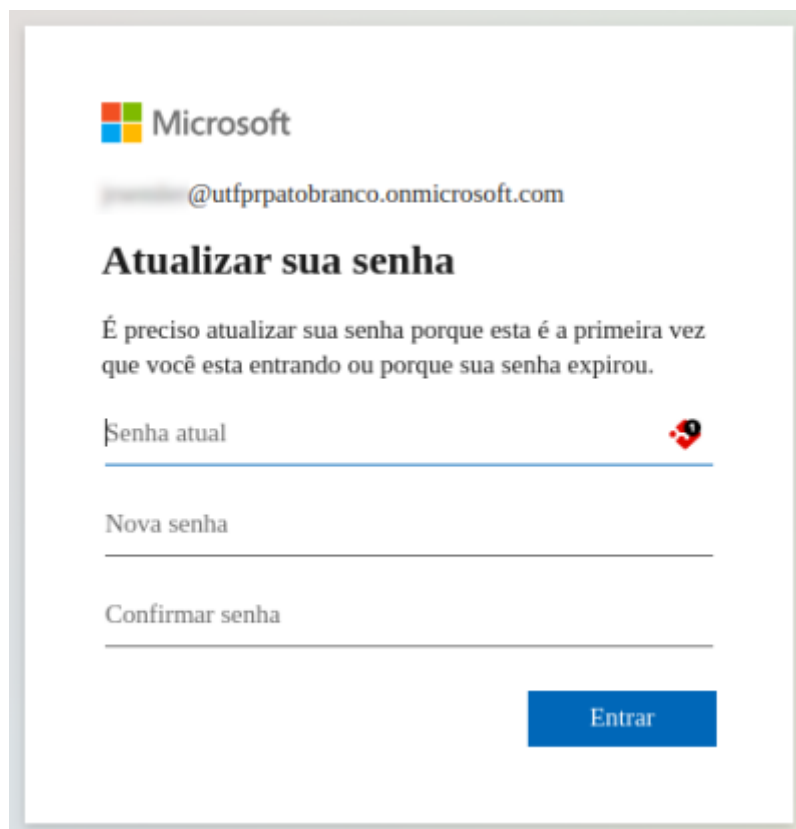 Microsoft
@utfprpatobranco.onmicrosoft.com
Atualizar sua senha
É preciso atualizar sua senha porque esta é a primeira vez
que você esta entrando ou porque sua senha expirou.
Senha atual
1
Nova senha
Confirmar senha
Entrar